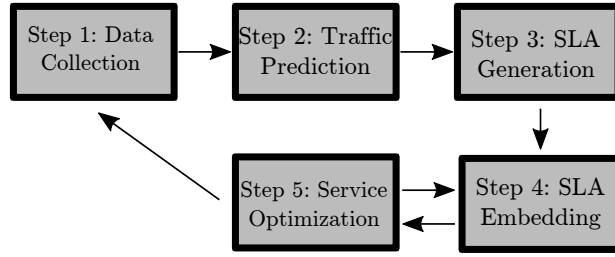 Step 1: Data
Collection
Step 2: Traffic
Prediction
Step 3: SLA
Generation
Step 4: SLA
Embedding
Step 5: Service
Optimization